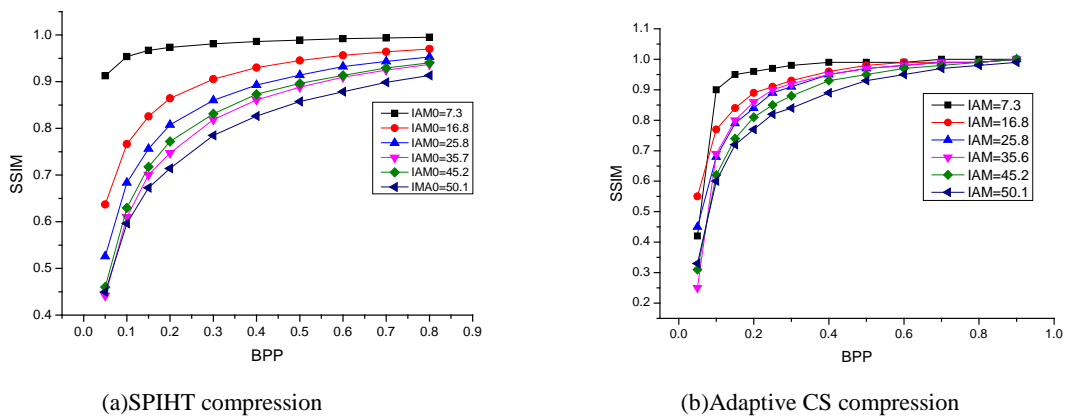 1.0
0.9
0.8
0.7
0.6
0.5
0.4
SSIM
0.0 0.1 0.2 0.3 0.4 0.5 0.6 0.7 0.8 0.9
BPP
IAM0=7.3
IAM0=16.8
IAM0=25.8
IAM0=35.7
IAM0=45.2
IMA0=50.1
(a)SPIHT compression
1.1
1.0
0.9
0.8
0.7
0.6
0.5
0.4
0.3
0.2
SSIM
0.0 0.2 0.4 0.6 0.8 1.0
BPP
IAM=7.3
IAM=16.8
IAM=25.8
IAM=35.6
IAM=45.2
IAM=50.1
(b)Adaptive CS compression